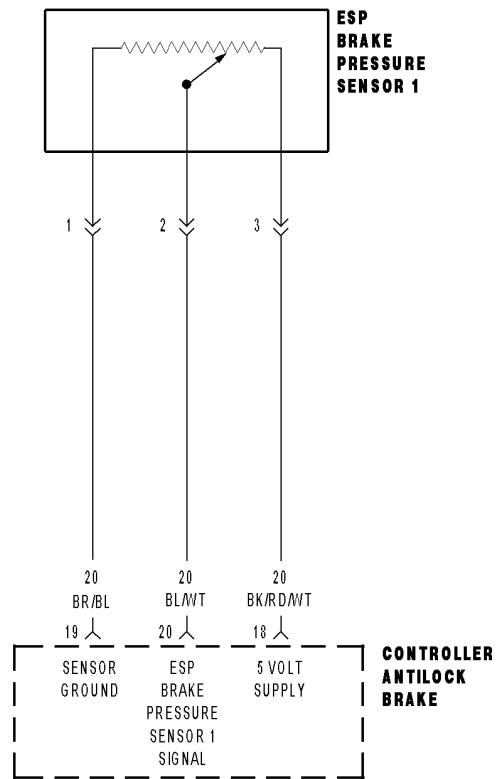 ESP
BRAKE
PRESSURE
SENSOR 1
1 2 3
20 20 20
BR/BL BL/WT BK/RD/WT
19 20 18
SENSOR
GROUND
ESP
BRAKE
PRESSURE
SENSOR 1
SIGNAL
5 VOLT
SUPPLY
CONTROLLER
ANTILOCK
BRAKE